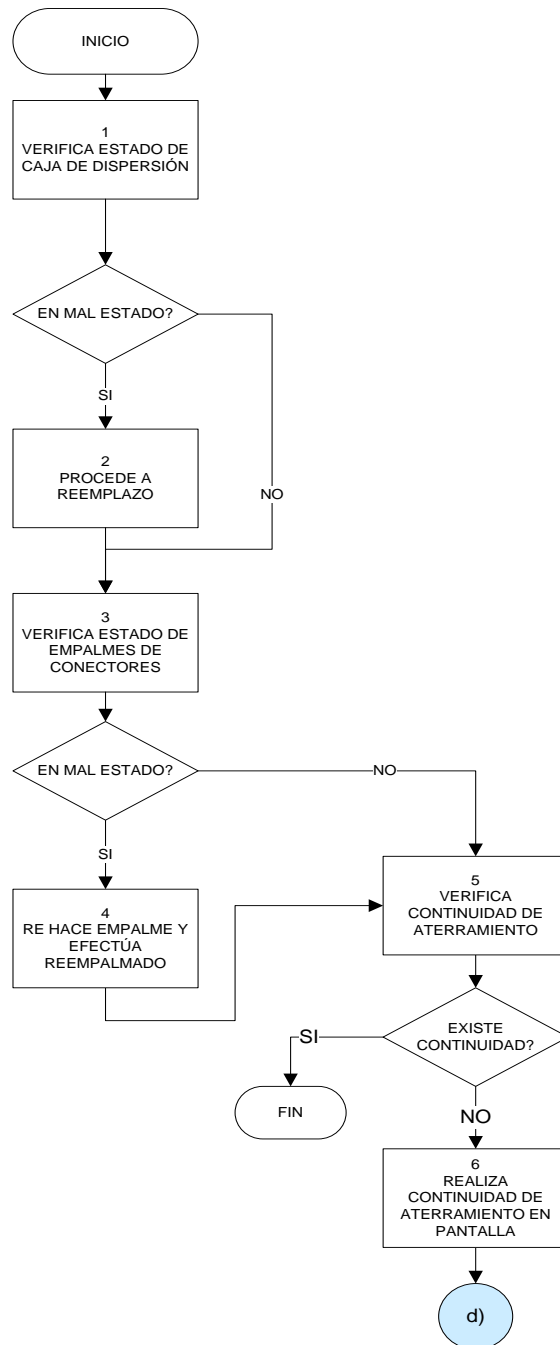 INICIO
1
VERIFICA ESTADO DE
CAJA DE DISPERSIÓN
EN MAL ESTADO?
SI
NO
2
PROCEDE A
REEMPLAZO
3
VERIFICA ESTADO DE
EMPALMES DE
CONECTORES
EN MAL ESTADO?
NO
SI
4
RE HACE EMPALME Y
EFECTÚA
REEMPALMADO
5
VERIFICA
CONTINUIDAD DE
ATERRAMIENTO
EXISTE
CONTINUIDAD?
SI
FIN
NO
6
REALIZA
CONTINUIDAD DE
ATERRAMIENTO EN
PANTALLA
d)